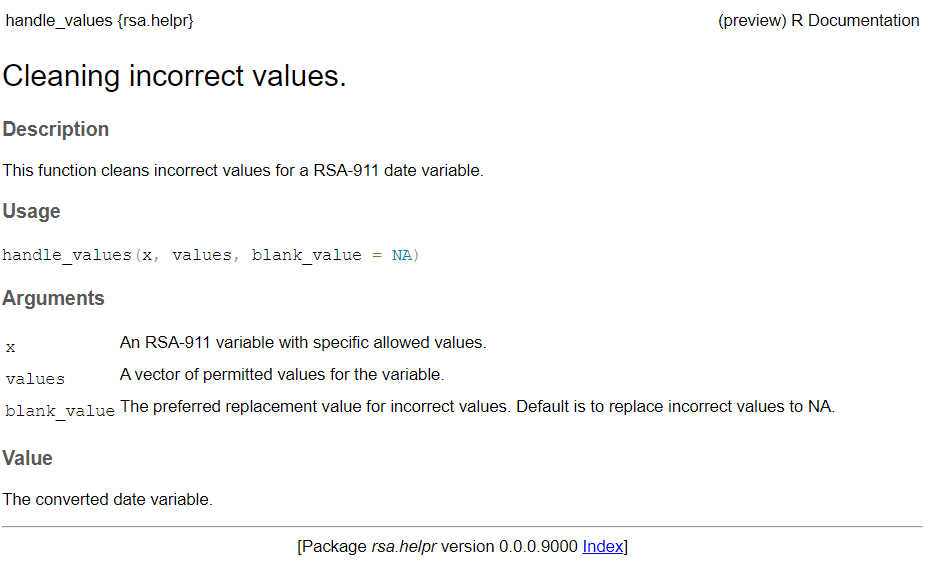 handle_values {rsa.helpr} (preview) R Documentation
Cleaning incorrect values.
Description
This function cleans incorrect values for a RSA-911 date variable.
Usage
handle_values(x, values, blank_value = NA)
Arguments
x An RSA-911 variable with specific allowed values.
values A vector of permitted values for the variable.
blank_value The preferred replacement value for incorrect values. Default is to replace incorrect values to NA.
Value
The converted date variable.
[Package rsa.helpr version 0.0.0.9000 Index]